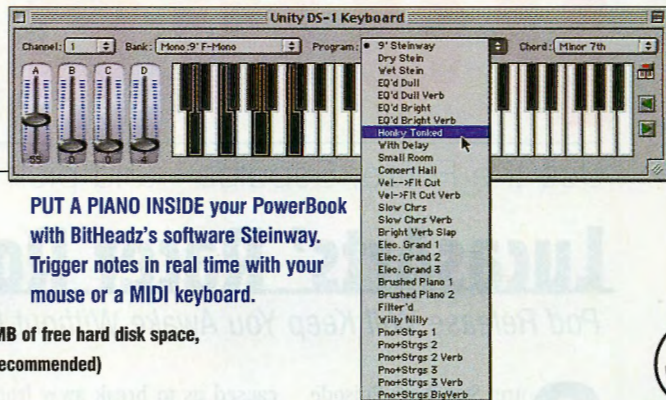 Unity DS-1 Keyboard
Channel: 1 Bank: Mono:9' F-Mono Program: Chord: Minor 7th
A B C D
55 0 0 4
9' Steinway
Dry Stein
Wet Stein
EQ'd Dull
EQ'd Dull Verb
EQ'd Bright
EQ'd Bright Verb
Honky Tonked
With Delay
Small Room
Concert Hall
Vel-->Flt Cut
Vel->Flt Cut Verb
Slow Chrs
Slow Chrs Verb
Bright Verb Slap
Elec. Grand 1
Elec. Grand 2
Elec. Grand 3
Brushed Piano 1
Brushed Piano 2
Filter'd
Willy Nilly
Pno+Strgs 1
Pno+Strgs 2
Pno+Strgs 2 Verb
Pno+Strgs 3
Pno+Strgs 3 Verb
Pno+Strgs BigVerb
PUT A PIANO INSIDE your PowerBook
with BitHeadz's software Steinway.
Trigger notes in real time with your
mouse or a MIDI keyboard.
MB of free hard disk space,
recommended)